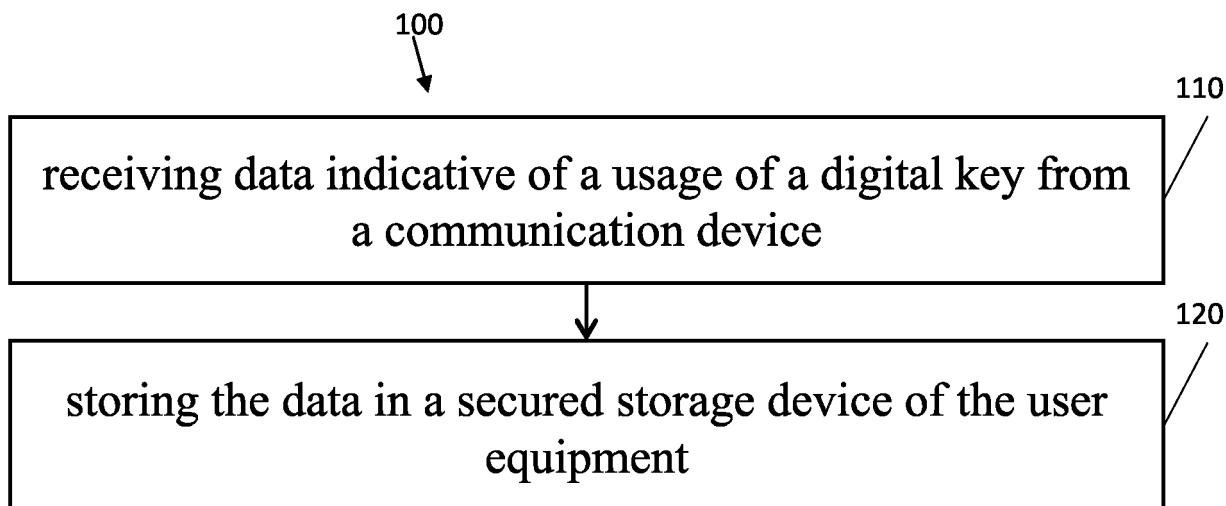 100
110
receiving data indicative of a usage of a digital key from
a communication device
120
storing the data in a secured storage device of the user
equipment